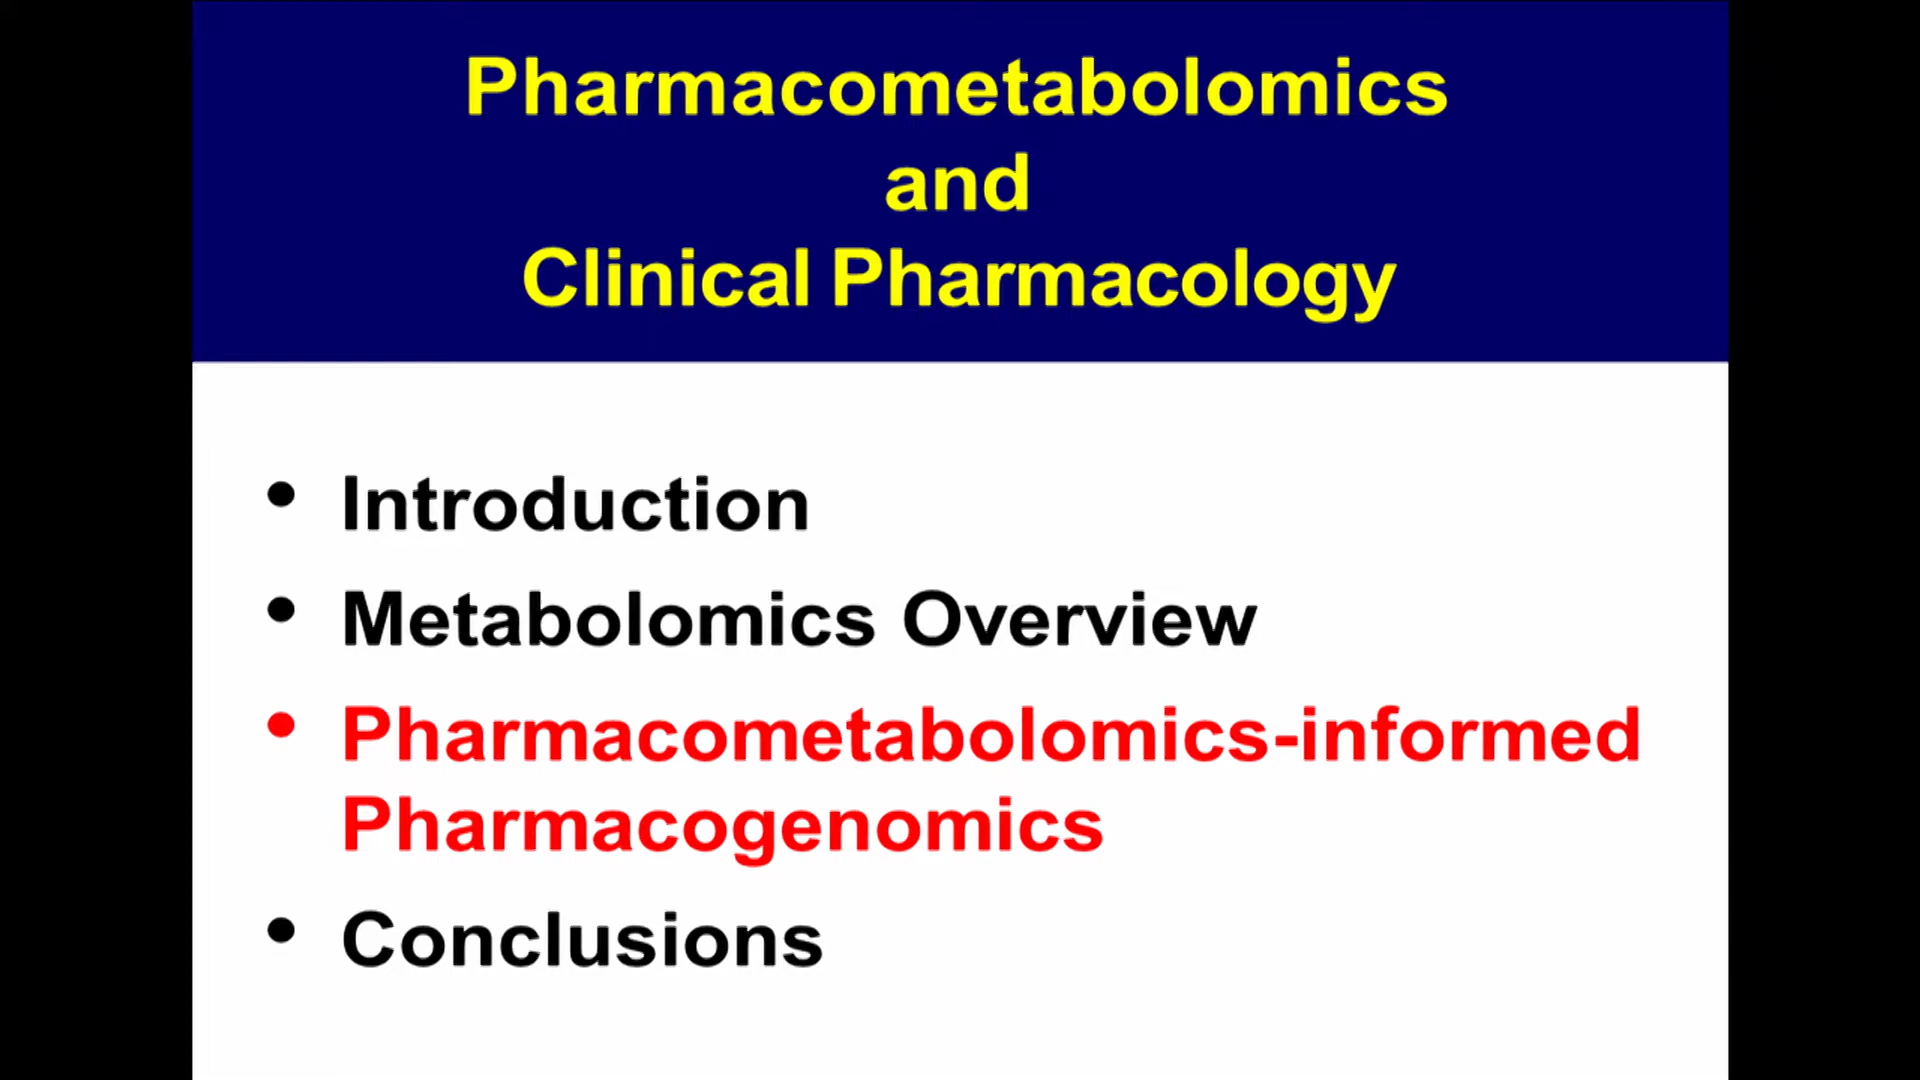 Pharmacometabolomics
and
Clinical Pharmacology
• Introduction
• Metabolomics Overview
• Pharmacometabolomics-informed
Pharmacogenomics
• Conclusions